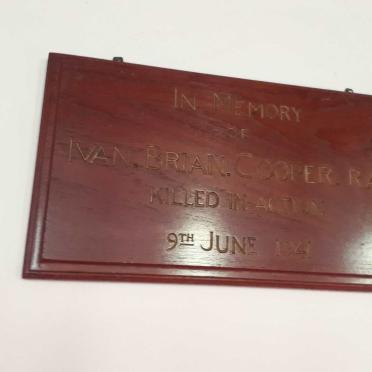 IN MEMORY
OF
IVAN. BRIAN. COOPER. R.A
KILLED IN ACTION
9TH JUNE